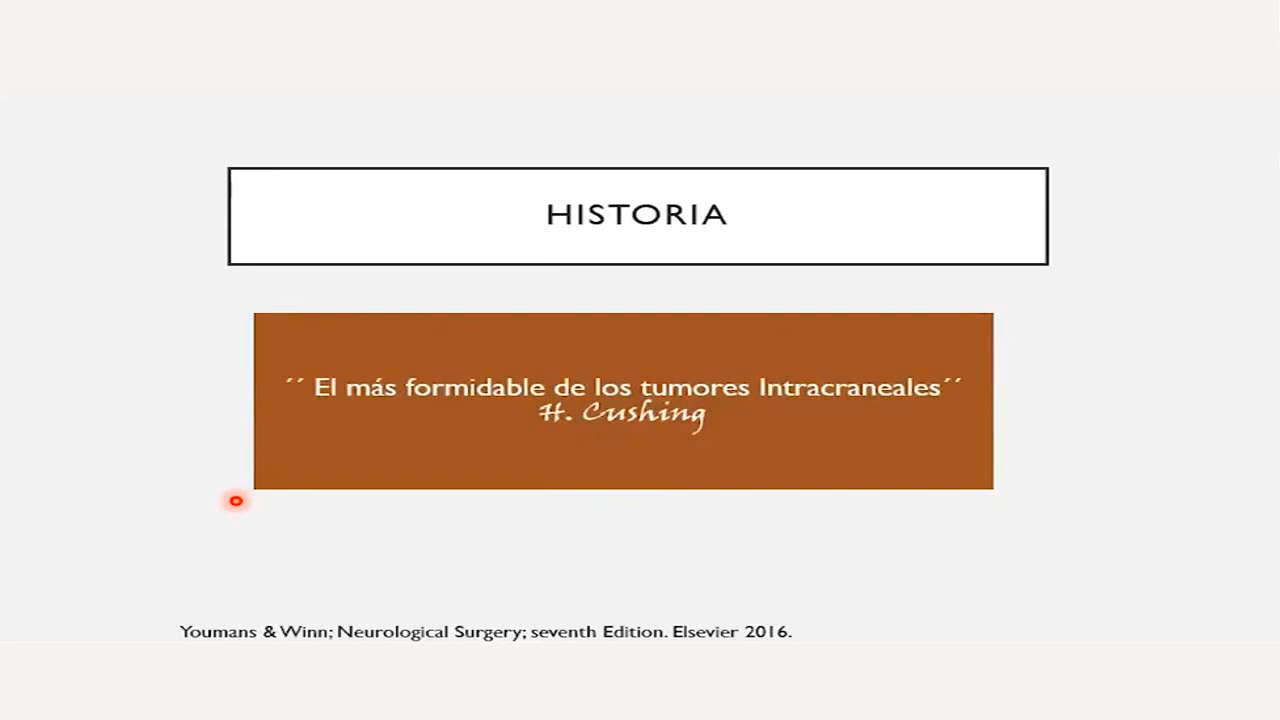 HISTORIA
´´ El más formidable de los tumores Intracraneales´´
H. Cushing
Youmans & Winn; Neurological Surgery; seventh Edition. Elsevier 2016.